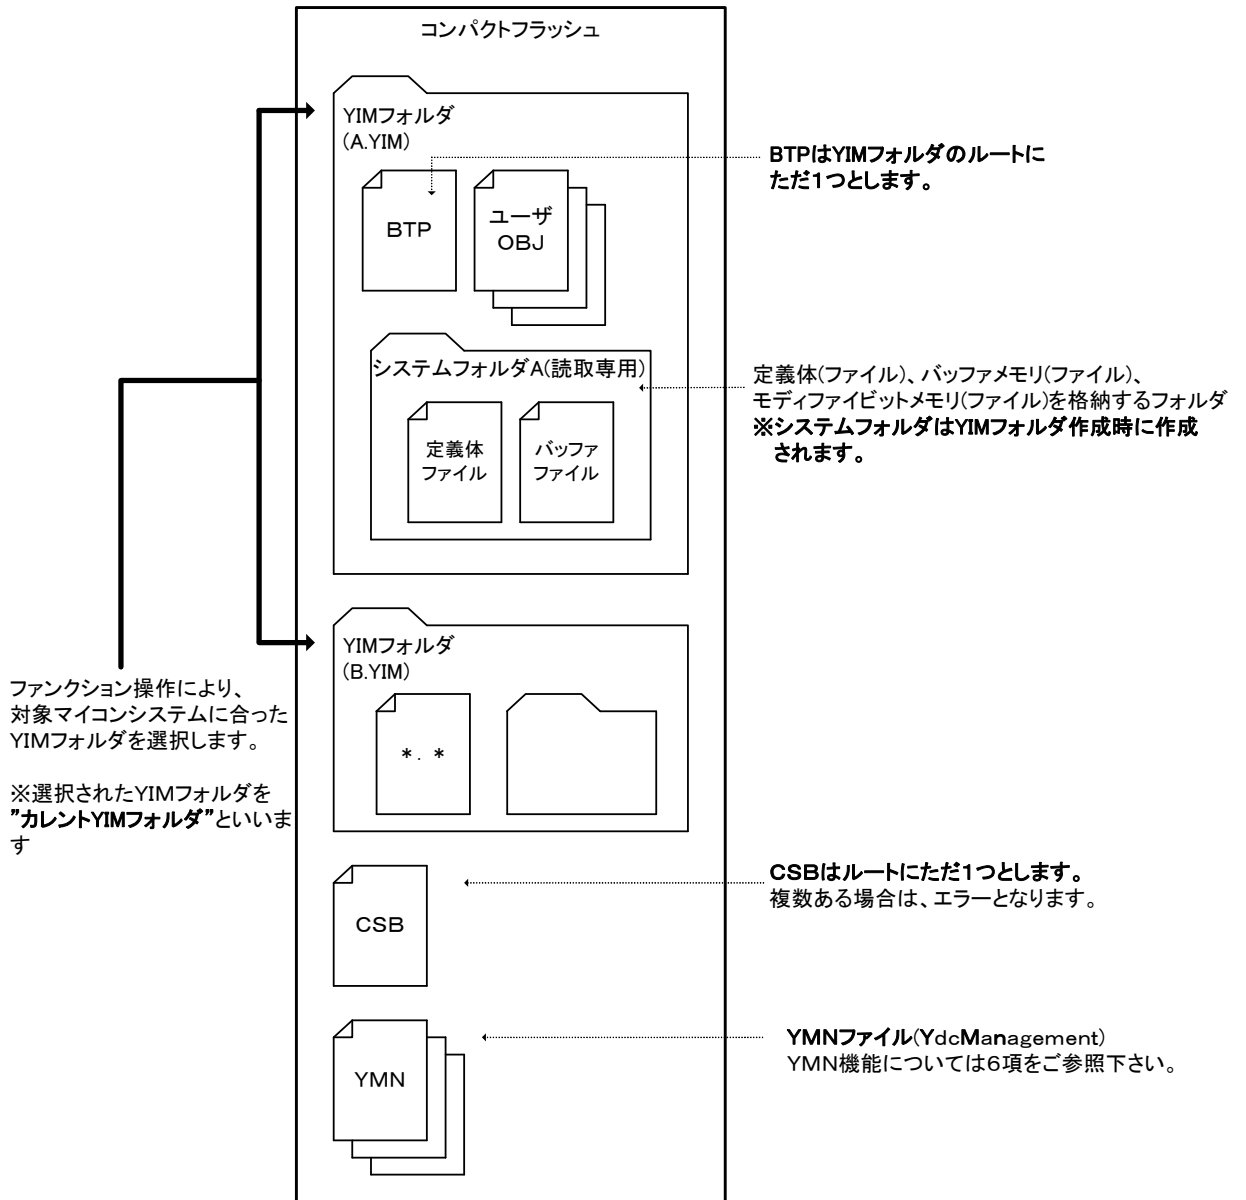 コンパクトフラッシュ
YIMフォルダ
(A.YIM)
BTP
ユーザ
OBJ
BTPはYIMフォルダのルートに
ただ1つとします。
システムフォルダA(読取専用)
定義体
ファイル
バッファ
ファイル
定義体(ファイル)、バッファメモリ(ファイル)、
モディファイビットメモリ(ファイル)を格納するフォルダ
※システムフォルダはYIMフォルダ作成時に作成
されます。
YIMフォルダ
(B.YIM)
*.*
ファンクション操作により、
対象マイコンシステムに合った
YIMフォルダを選択します。
※選択されたYIMフォルダを
”カレントYIMフォルダ”といいま
す
CSB
CSBはルートにただ1つとします。
複数ある場合は、エラーとなります。
YMN
YMNファイル(YdcManagement)
YMN機能については6項をご参照下さい。